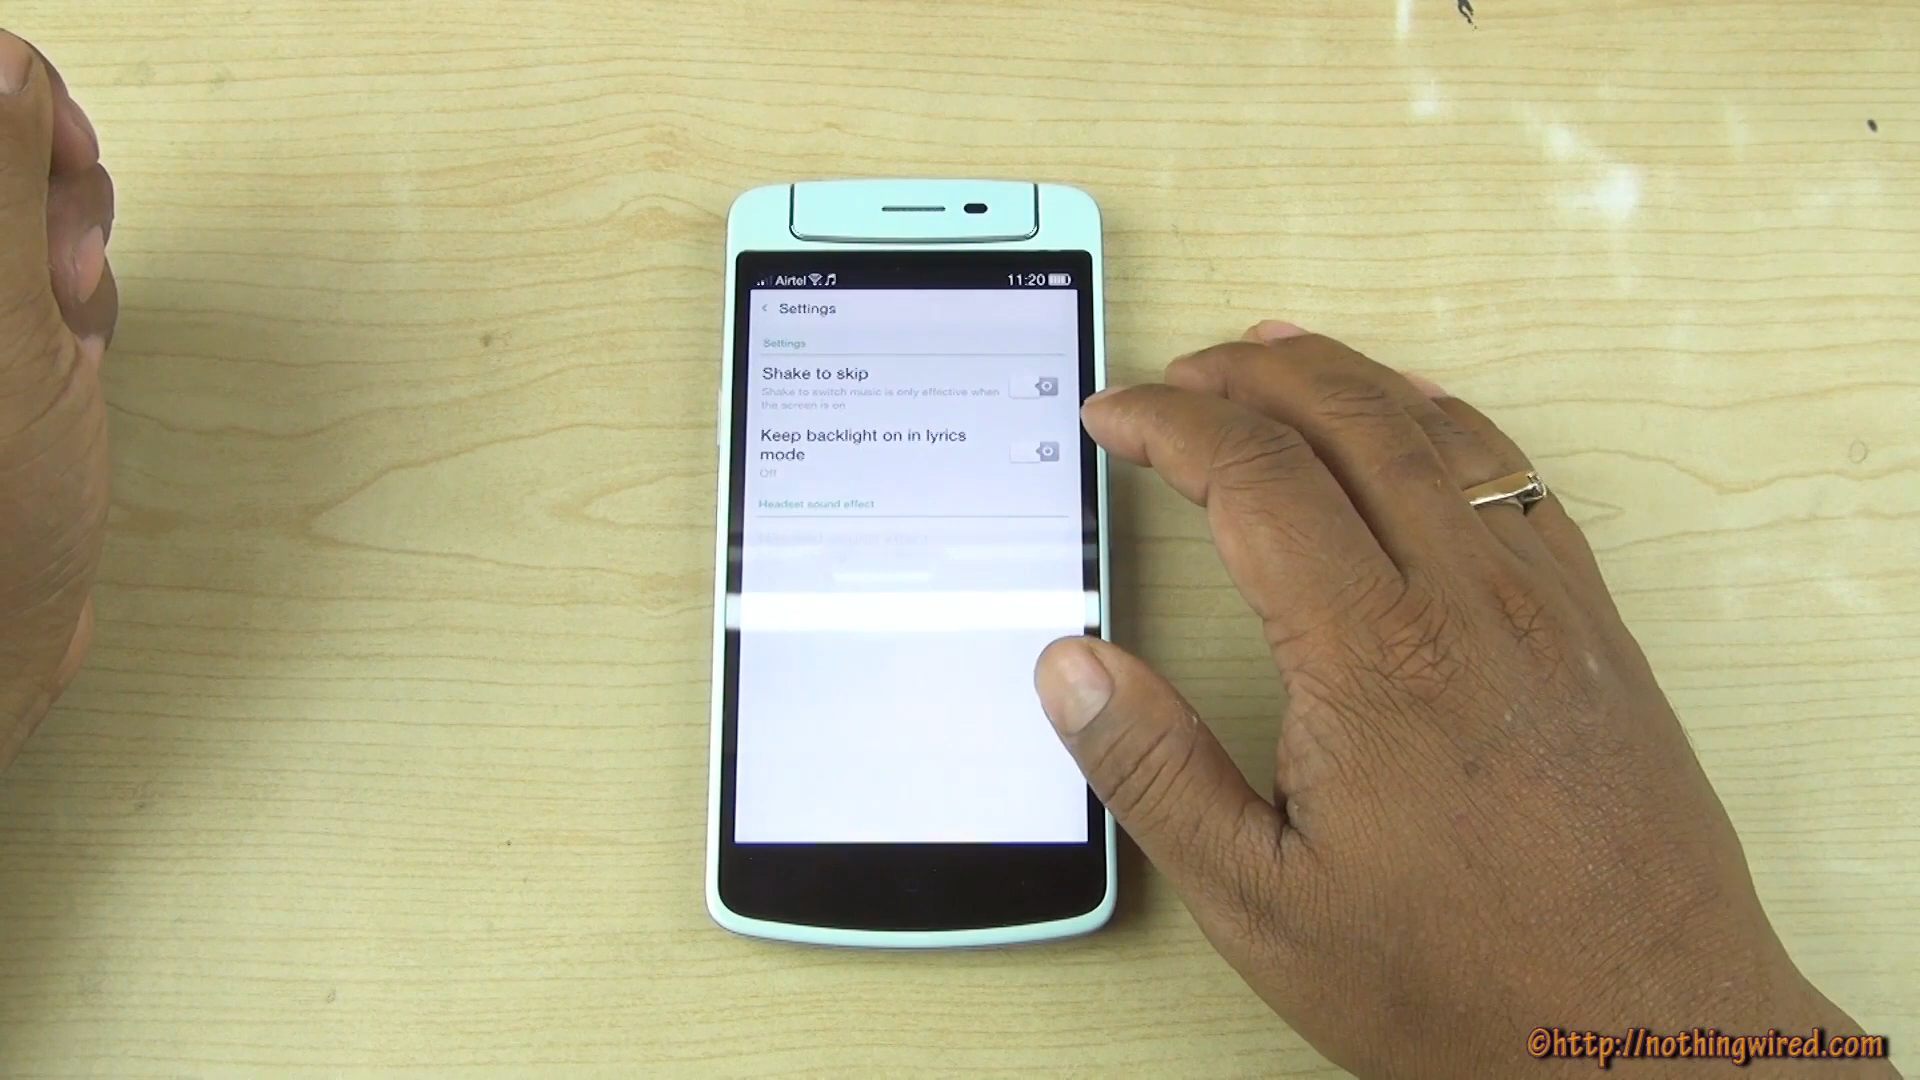 Airtel 11:20
Settings
Settings
Shake to skip
Shake to switch music is only effective when
the screen is on
Keep backlight on in lyrics
mode
Off
Headset sound effect
©http://nothingwired.com